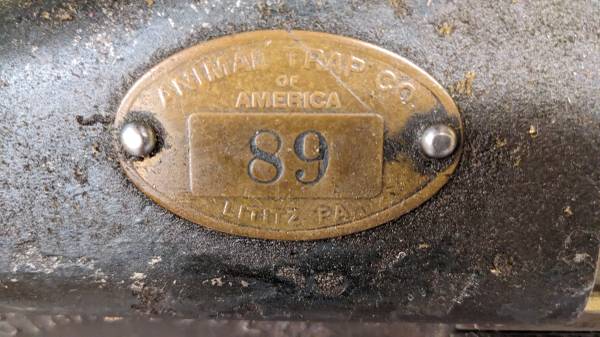 ANIMAL TRAP CO.
OF
AMERICA
89
LITITZ PA.